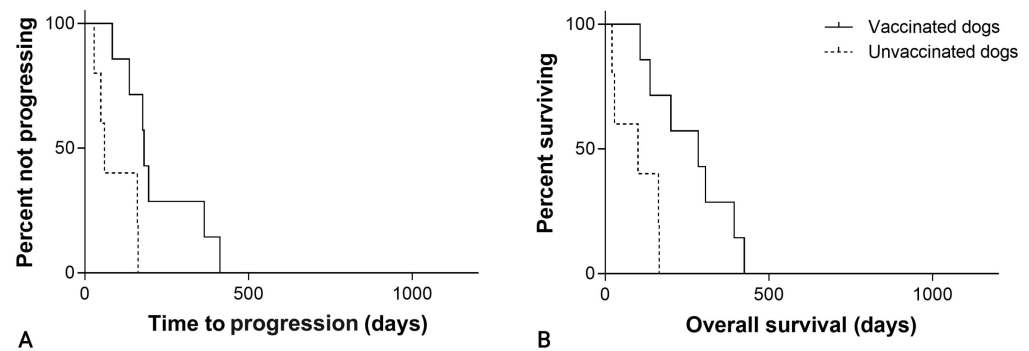 Percent not progressing
100
50
0
0 500 1000
Time to progression (days)
A
Percent surviving
100
50
0
0 500 1000
Overall survival (days)
B
Vaccinated dogs
Unvaccinated dogs